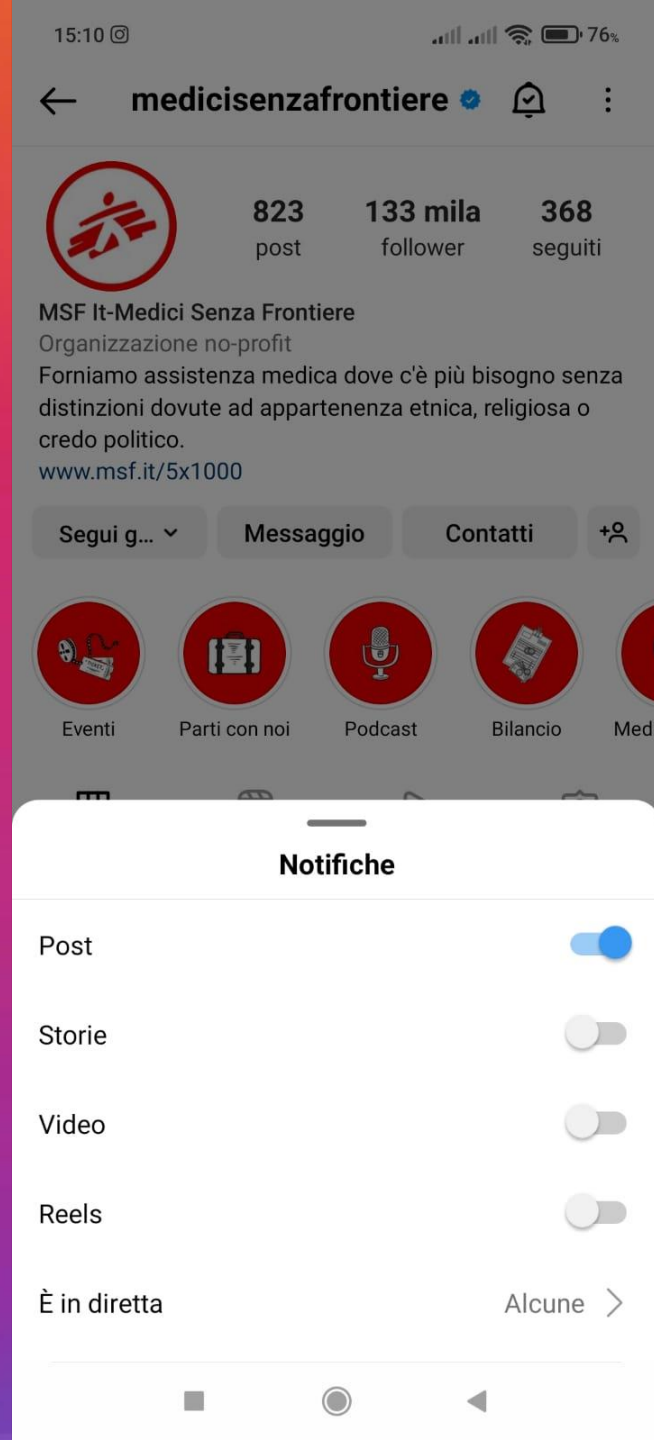 15:10 76%
medicisenzafrontiere
823 133 mila 368
post follower seguiti
MSF It-Medici Senza Frontiere
Organizzazione no-profit
Forniamo assistenza medica dove c'è più bisogno senza
distinzioni dovute ad appartenenza etnica, religiosa o
credo politico.
www.msf.it/5x1000
Segui g... Messaggio Contatti
Eventi Parti con noi Podcast Bilancio Med
Notifiche
Post
Storie
Video
Reels
È in diretta Alcune